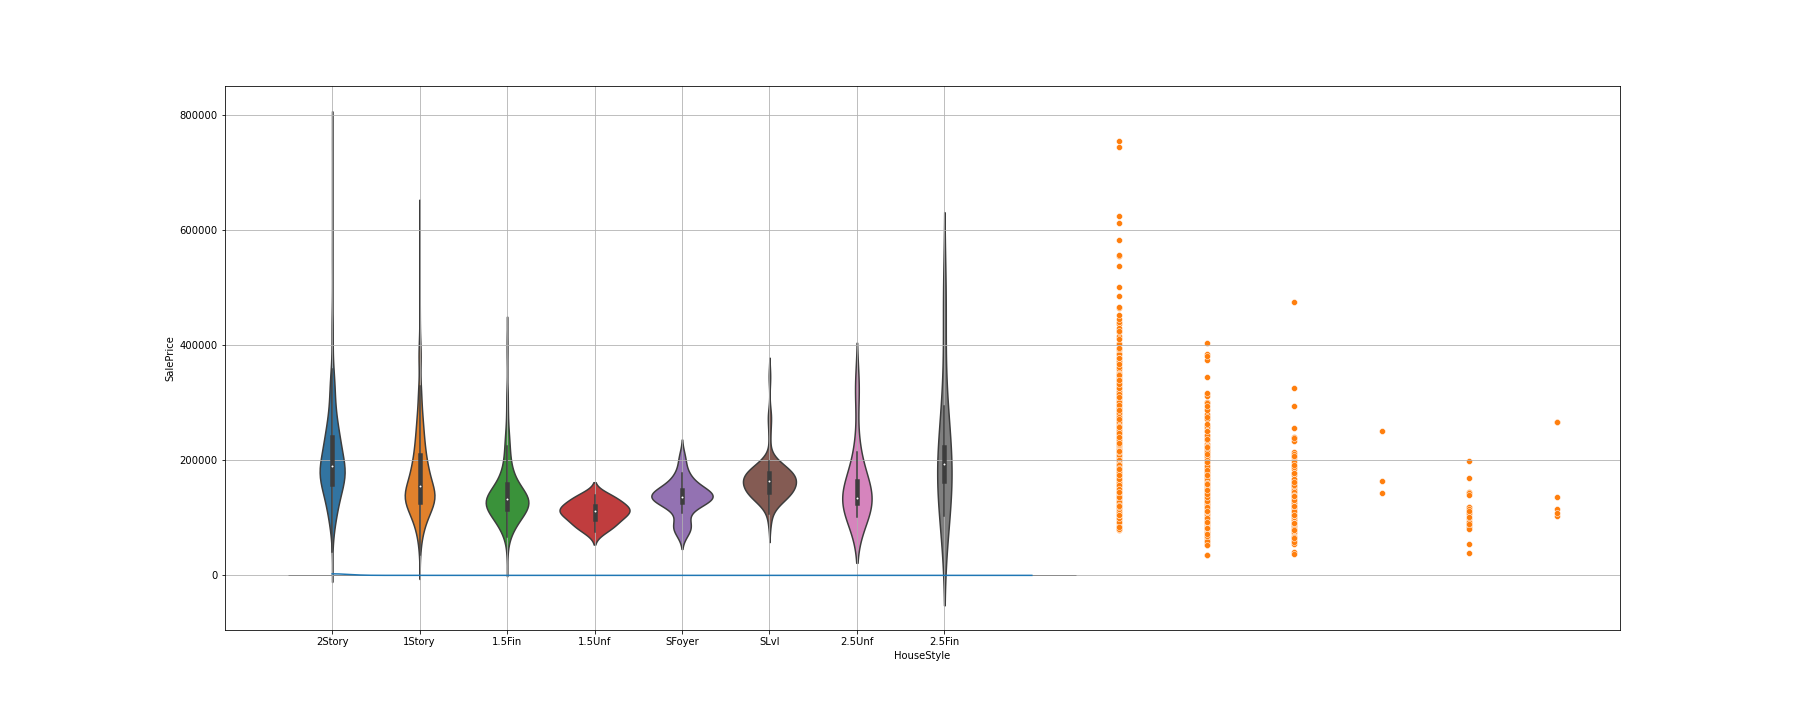 800000
600000
400000
200000
0
SalePrice
2Story 1Story 1.5Fin 1.5Unf SFoyer SLvl 2.5Unf 2.5Fin
HouseStyle